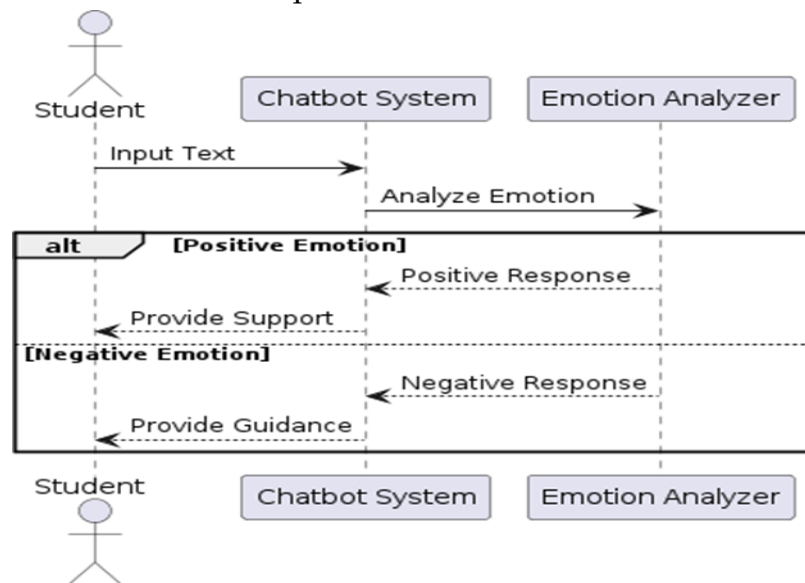 Student
Chatbot System
Emotion Analyzer
Input Text
Analyze Emotion
alt
[Positive Emotion]
Positive Response
Provide Support
[Negative Emotion]
Negative Response
Provide Guidance
Student
Chatbot System
Emotion Analyzer